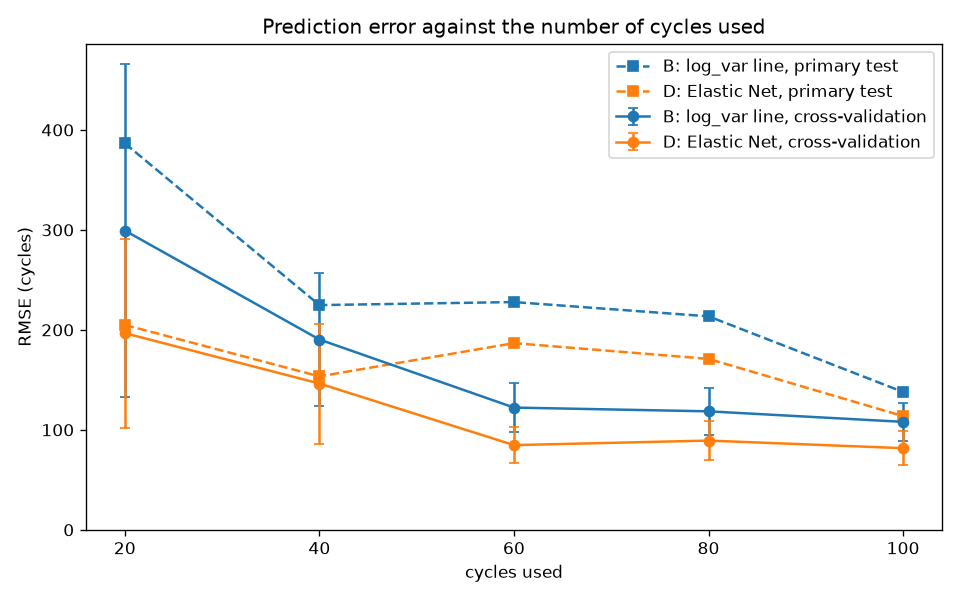 Prediction error against the number of cycles used
B: log_var line, primary test
D: Elastic Net, primary test
B: log_var line, cross-validation
D: Elastic Net, cross-validation
RMSE (cycles)
400
300
200
100
0
20 40 60 80 100
cycles used